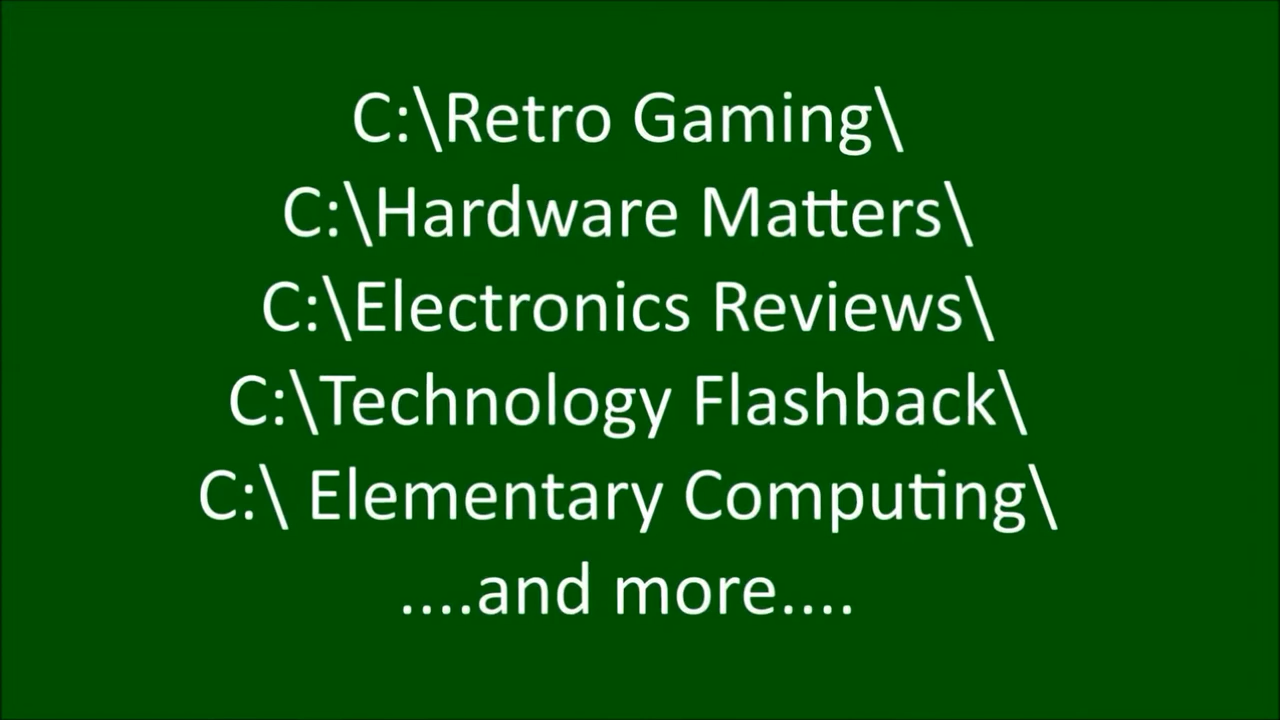 C:\Retro Gaming\
C:\Hardware Matters\
C:\Electronics Reviews\
C:\Technology Flashback\
C:\ Elementary Computing\
....and more....